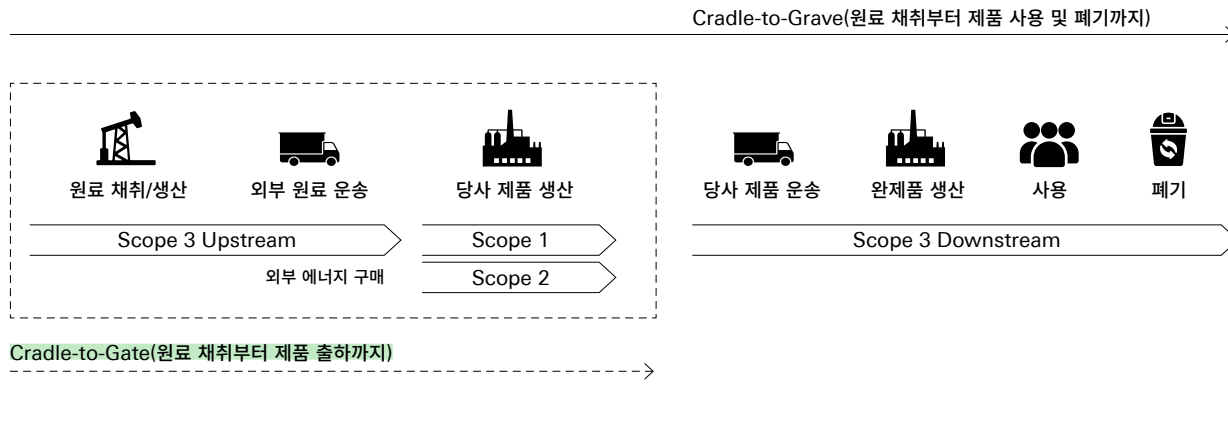 Cradle-to-Grave(원료 채취부터 제품 사용 및 폐기까지)
원료 채취/생산
외부 원료 운송
당사 제품 생산
당사 제품 운송
완제품 생산
사용
폐기
Scope 3 Upstream
Scope 1
Scope 3 Downstream
외부 에너지 구매
Scope 2
Cradle-to-Gate(원료 채취부터 제품 출하까지)